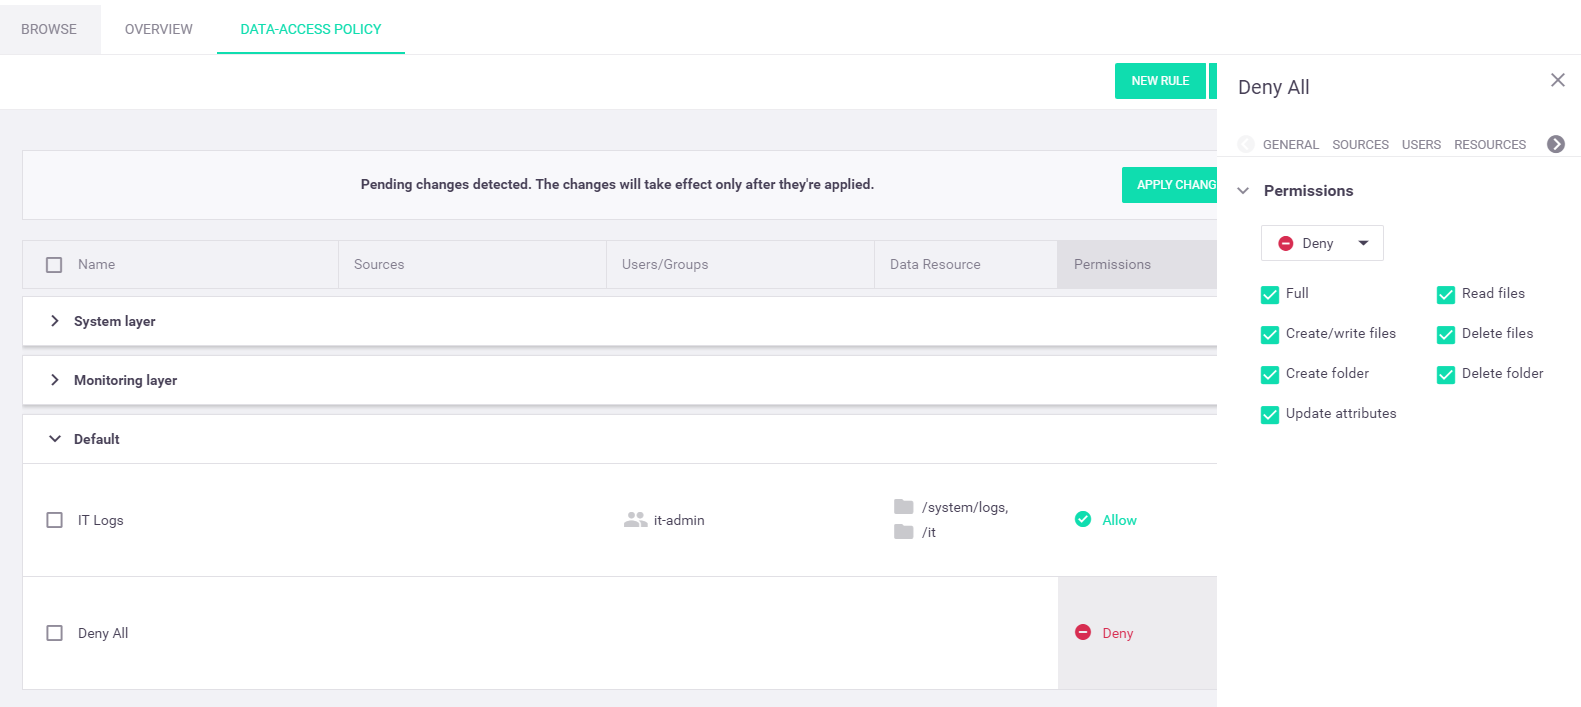 BROWSE OVERVIEW DATA-ACCESS POLICY
NEW RULE
Pending changes detected. The changes will take effect only after they're applied.
APPLY CHANG
Name Sources Users/Groups Data Resource Permissions
System layer
Monitoring layer
Default
IT Logs it-admin /system/logs, Allow
/it
Deny All Deny
Deny All
GENERAL SOURCES USERS RESOURCES
Permissions
Deny
Full Read files
Create/write files Delete files
Create folder Delete folder
Update attributes